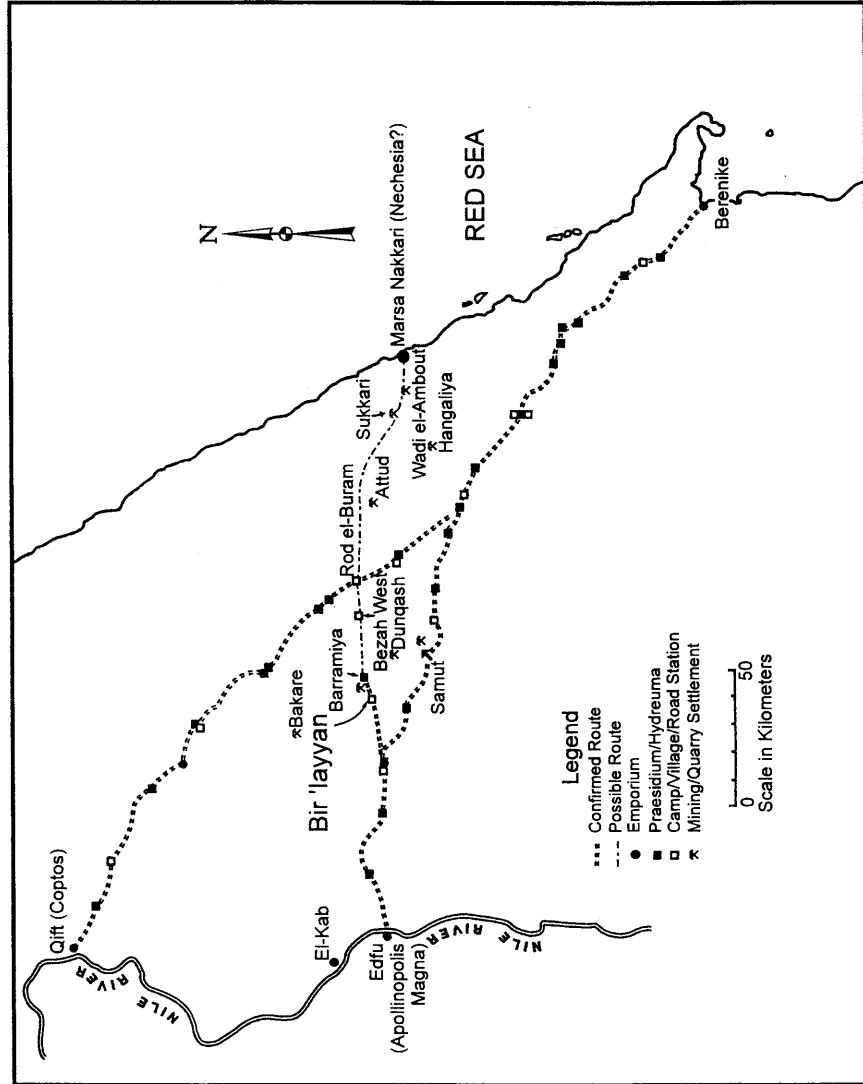 N
Qift (Coptos)
NILE
RIVER
El-Kab
Edfu
(Apollinopolis
Magna)
NILE RIVER
NILE RIVER
Bir 'Iayyan
Bakare
Barramiya
Bezah West
Dunqash
Samut
Rod el-Buram
Attud
Sukkari
Wadi el-Ambout
Hangaliya
Marsa Nakkari (Nechesia?)
RED SEA
Berenike
Legend
Confirmed Route
Possible Route
Emporium
Praesidium/Hydreuma
Camp/Village/Road Station
Mining/Quarry Settlement
0 50
Scale in Kilometers